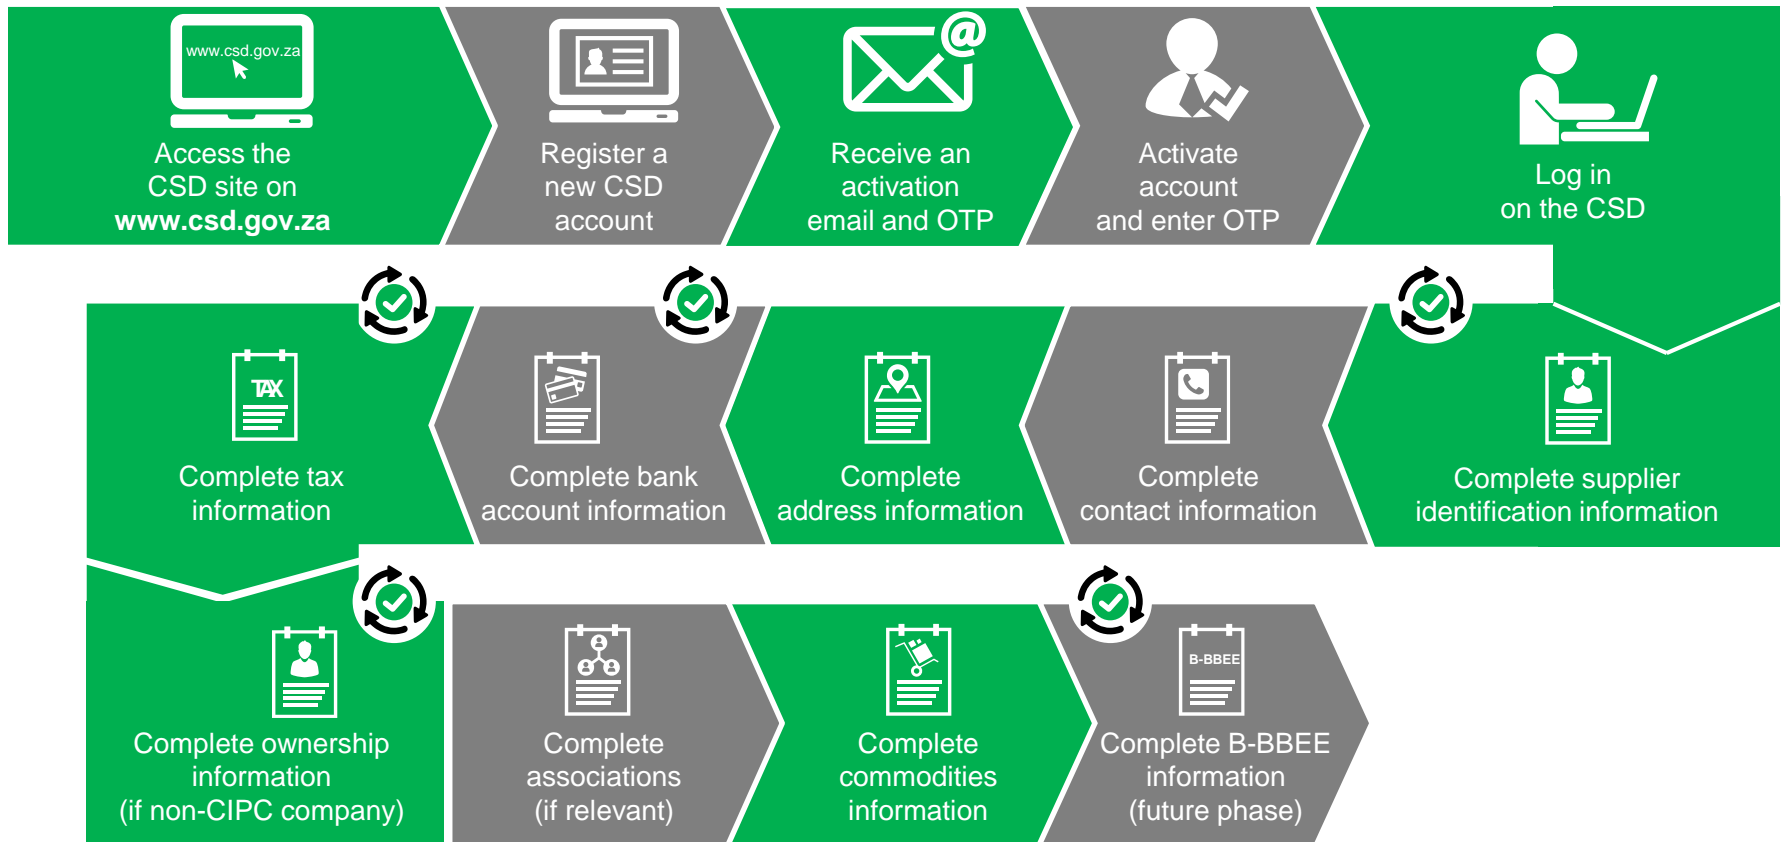 www.csd.gov.za
Access the
CSD site on
www.csd.gov.za
Register a
new CSD
account
@
Receive an
activation
email and OTP
Activate
account
and enter OTP
Log in
on the CSD
Complete supplier
identification information
Complete
contact information
Complete
address information
Complete bank
account information
TAX
Complete tax
information
Complete ownership
information
(if non-CIPC company)
Complete
associations
(if relevant)
Complete
commodities
information
B-BBEE
Complete B-BBEE
information
(future phase)